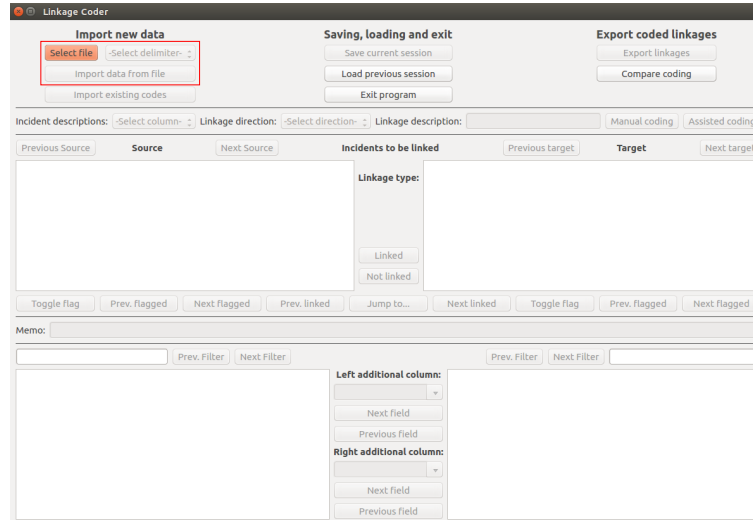 Linkage Coder
Import new data Saving, loading and exit Export coded linkages
Select file -Select delimiter- Save current session Export linkages
Import data from file Load previous session Compare coding
Import existing codes Exit program
Incident descriptions: -Select column- Linkage direction: -Select direction- Linkage description: Manual coding Assisted coding
Previous Source Source Next Source Incidents to be linked Previous target Target Next target
Linkage type:
Linked
Not linked
Toggle flag Prev. flagged Next flagged Prev. linked Jump to... Next linked Toggle flag Prev. flagged Next flagged
Memo:
Prev. Filter Next Filter Prev. Filter Next Filter
Left additional column:
Next field
Previous field
Right additional column:
Next field
Previous field